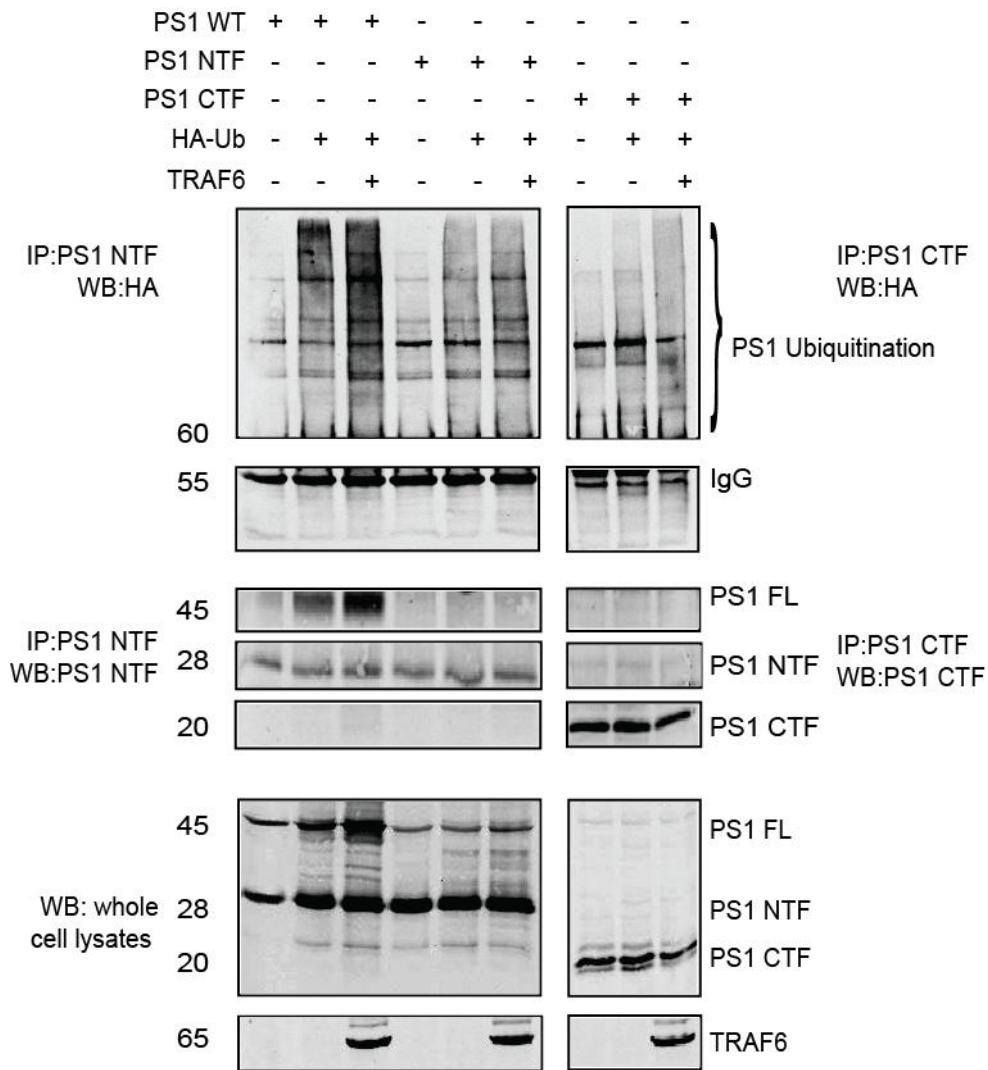 PS1 WT + + + - - - - - -
PS1 NTF - - - + + + - - -
PS1 CTF - - - - - - + + +
HA-Ub - + + - + + - + +
TRAF6 - - + - - + - - +
IP:PS1 NTF
WB:HA
IP:PS1 CTF
WB:HA
PS1 Ubiquitination
60
55
IgG
45
PS1 FL
IP:PS1 NTF
WB:PS1 NTF
28
PS1 NTF
IP:PS1 CTF
WB:PS1 CTF
20
PS1 CTF
45
PS1 FL
WB: whole
cell lysates
28
PS1 NTF
20
PS1 CTF
65
TRAF6